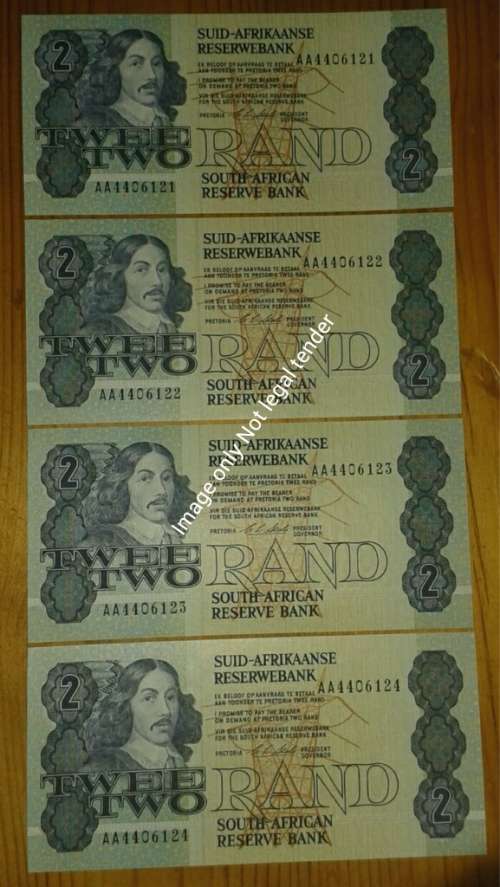 2
SUID-AFRIKAANSE
RESERWEBANK
AA4406121
EK BELOOF OP AANVRAAG TE BETAAL
AAN TOONDER TE PRETORIA TWEE RAND
I PROMISE TO PAY THE BEARER
ON DEMAND AT PRETORIA TWO RAND
VIR DIE SUID-AFRIKAANSE RESERWEBANK
FOR THE SOUTH AFRICAN RESERVE BANK
PRETORIA PRESIDENT
GOVERNOR
TWEE
TWO RAND
2
AA4406121
SOUTH AFRICAN
RESERVE BANK
2
SUID-AFRIKAANSE
RESERWEBANK
AA4406122
EK BELOOF OP AANVRAAG TE BETAAL
AAN TOONDER TE PRETORIA TWEE RAND
I PROMISE TO PAY THE BEARER
ON DEMAND AT PRETORIA TWO RAND
VIR DIE SUID-AFRIKAANSE RESERWEBANK
FOR THE SOUTH AFRICAN RESERVE BANK
PRETORIA PRESIDENT
GOVERNOR
TWEE
TWO RAND
2
AA4406122
SOUTH AFRICAN
RESERVE BANK
Image only Not legal tender
2
SUID-AFRIKAANSE
RESERWEBANK
AA4406123
EK BELOOF OP AANVRAAG TE BETAAL
AAN TOONDER TE PRETORIA TWEE RAND
I PROMISE TO PAY THE BEARER
ON DEMAND AT PRETORIA TWO RAND
VIR DIE SUID-AFRIKAANSE RESERWEBANK
FOR THE SOUTH AFRICAN RESERVE BANK
PRETORIA PRESIDENT
GOVERNOR
TWEE
TWO RAND
2
AA4406123
SOUTH AFRICAN
RESERVE BANK
2
SUID-AFRIKAANSE
RESERWEBANK
AA4406124
EK BELOOF OP AANVRAAG TE BETAAL
AAN TOONDER TE PRETORIA TWEE RAND
I PROMISE TO PAY THE BEARER
ON DEMAND AT PRETORIA TWO RAND
VIR DIE SUID-AFRIKAANSE RESERWEBANK
FOR THE SOUTH AFRICAN RESERVE BANK
PRETORIA PRESIDENT
GOVERNOR
TWEE
TWO RAND
2
AA4406124
SOUTH AFRICAN
RESERVE BANK